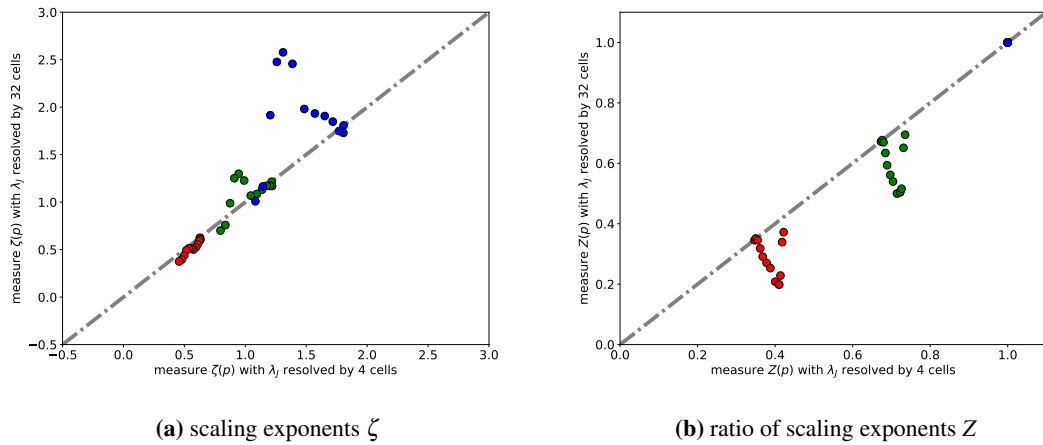 3.0
2.5
2.0
1.5
1.0
0.5
0.0
−0.5
−0.5 0.0 0.5 1.0 1.5 2.0 2.5 3.0
measure ζ(p) with λJ resolved by 32 cells
measure ζ(p) with λJ resolved by 4 cells
(a) scaling exponents ζ
1.0
0.8
0.6
0.4
0.2
0.0
0.0 0.2 0.4 0.6 0.8 1.0
measure Z(p) with λJ resolved by 32 cells
measure Z(p) with λJ resolved by 4 cells
(b) ratio of scaling exponents Z